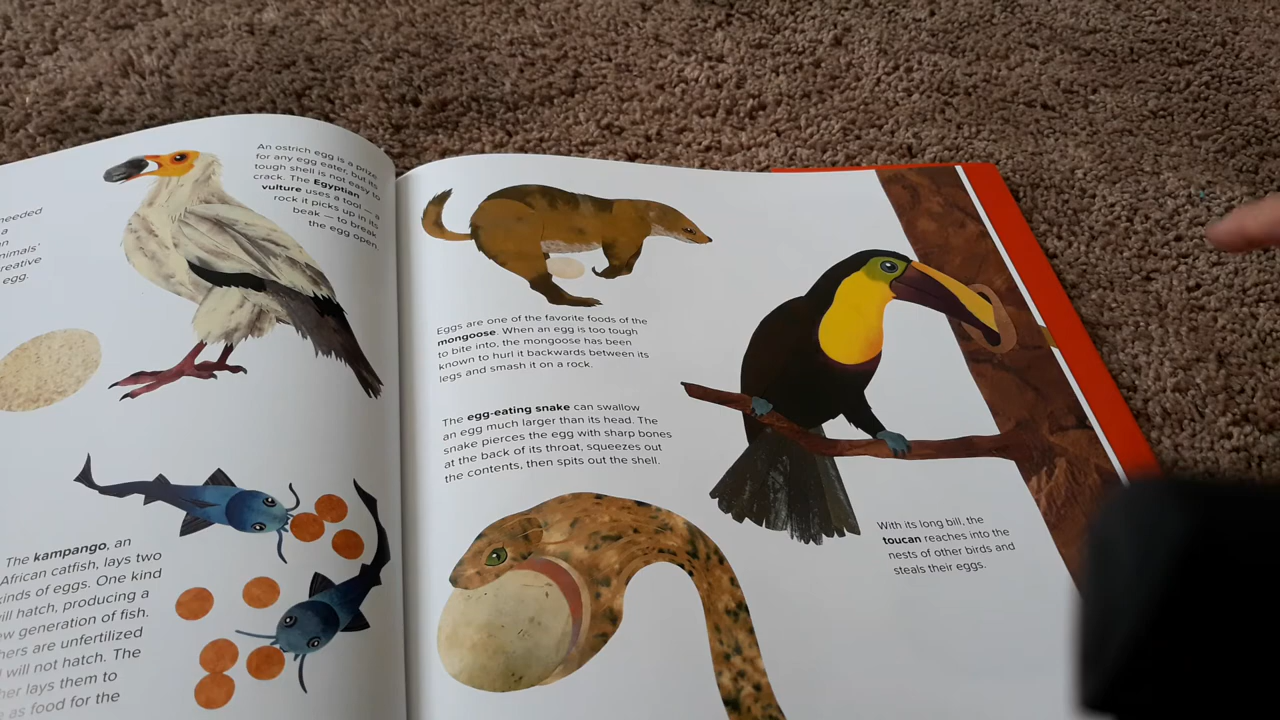 needed
a
nimals'
reative
egg.
An ostrich egg is a prize
for any egg eater, but its
tough shell is not easy to
crack. The Egyptian
vulture uses a tool — a
rock it picks up in its
beak — to break
the egg open.
The kampango, an
African catfish, lays two
kinds of eggs. One kind
will hatch, producing a
ew generation of fish.
hers are unfertilized
will not hatch. The
her lays them to
as food for the
Eggs are one of the favorite foods of the
mongoose. When an egg is too tough
to bite into, the mongoose has been
known to hurl it backwards between its
legs and smash it on a rock.
The egg-eating snake can swallow
an egg much larger than its head. The
snake pierces the egg with sharp bones
at the back of its throat, squeezes out
the contents, then spits out the shell.
With its long bill, the
toucan reaches into the
nests of other birds and
steals their eggs.